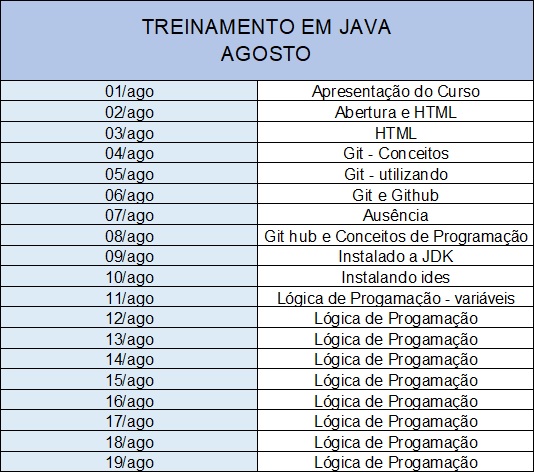 TREINAMENTO EM JAVA
AGOSTO
01/ago Apresentação do Curso
02/ago Abertura e HTML
03/ago HTML
04/ago Git - Conceitos
05/ago Git - utilizando
06/ago Git e Github
07/ago Ausência
08/ago Git hub e Conceitos de Programação
09/ago Instalado a JDK
10/ago Instalando ides
11/ago Lógica de Progamação - variáveis
12/ago Lógica de Progamação
13/ago Lógica de Progamação
14/ago Lógica de Progamação
15/ago Lógica de Progamação
16/ago Lógica de Progamação
17/ago Lógica de Progamação
18/ago Lógica de Progamação
19/ago Lógica de Progamação